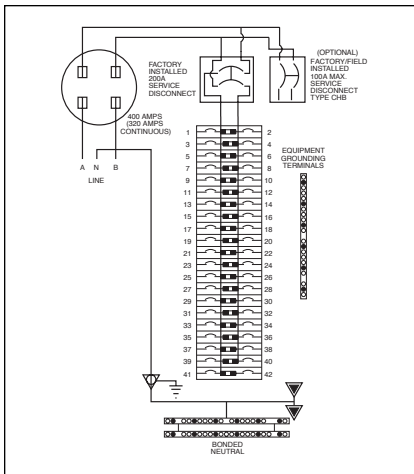 FACTORY
INSTALLED
200A
SERVICE
DISCONNECT
(OPTIONAL)
FACTORY/FIELD
INSTALLED
100A MAX.
SERVICE
DISCONNECT
TYPE CHB
400 AMPS
(320 AMPS
CONTINUOUS)
A N B
LINE
EQUIPMENT
GROUNDING
TERMINALS
1 2
3 4
5 6
7 8
9 10
11 12
13 14
15 16
17 18
19 20
21 22
23 24
25 26
27 28
29 30
31 32
33 34
35 36
37 38
39 40
41 42
BONDED
NEUTRAL